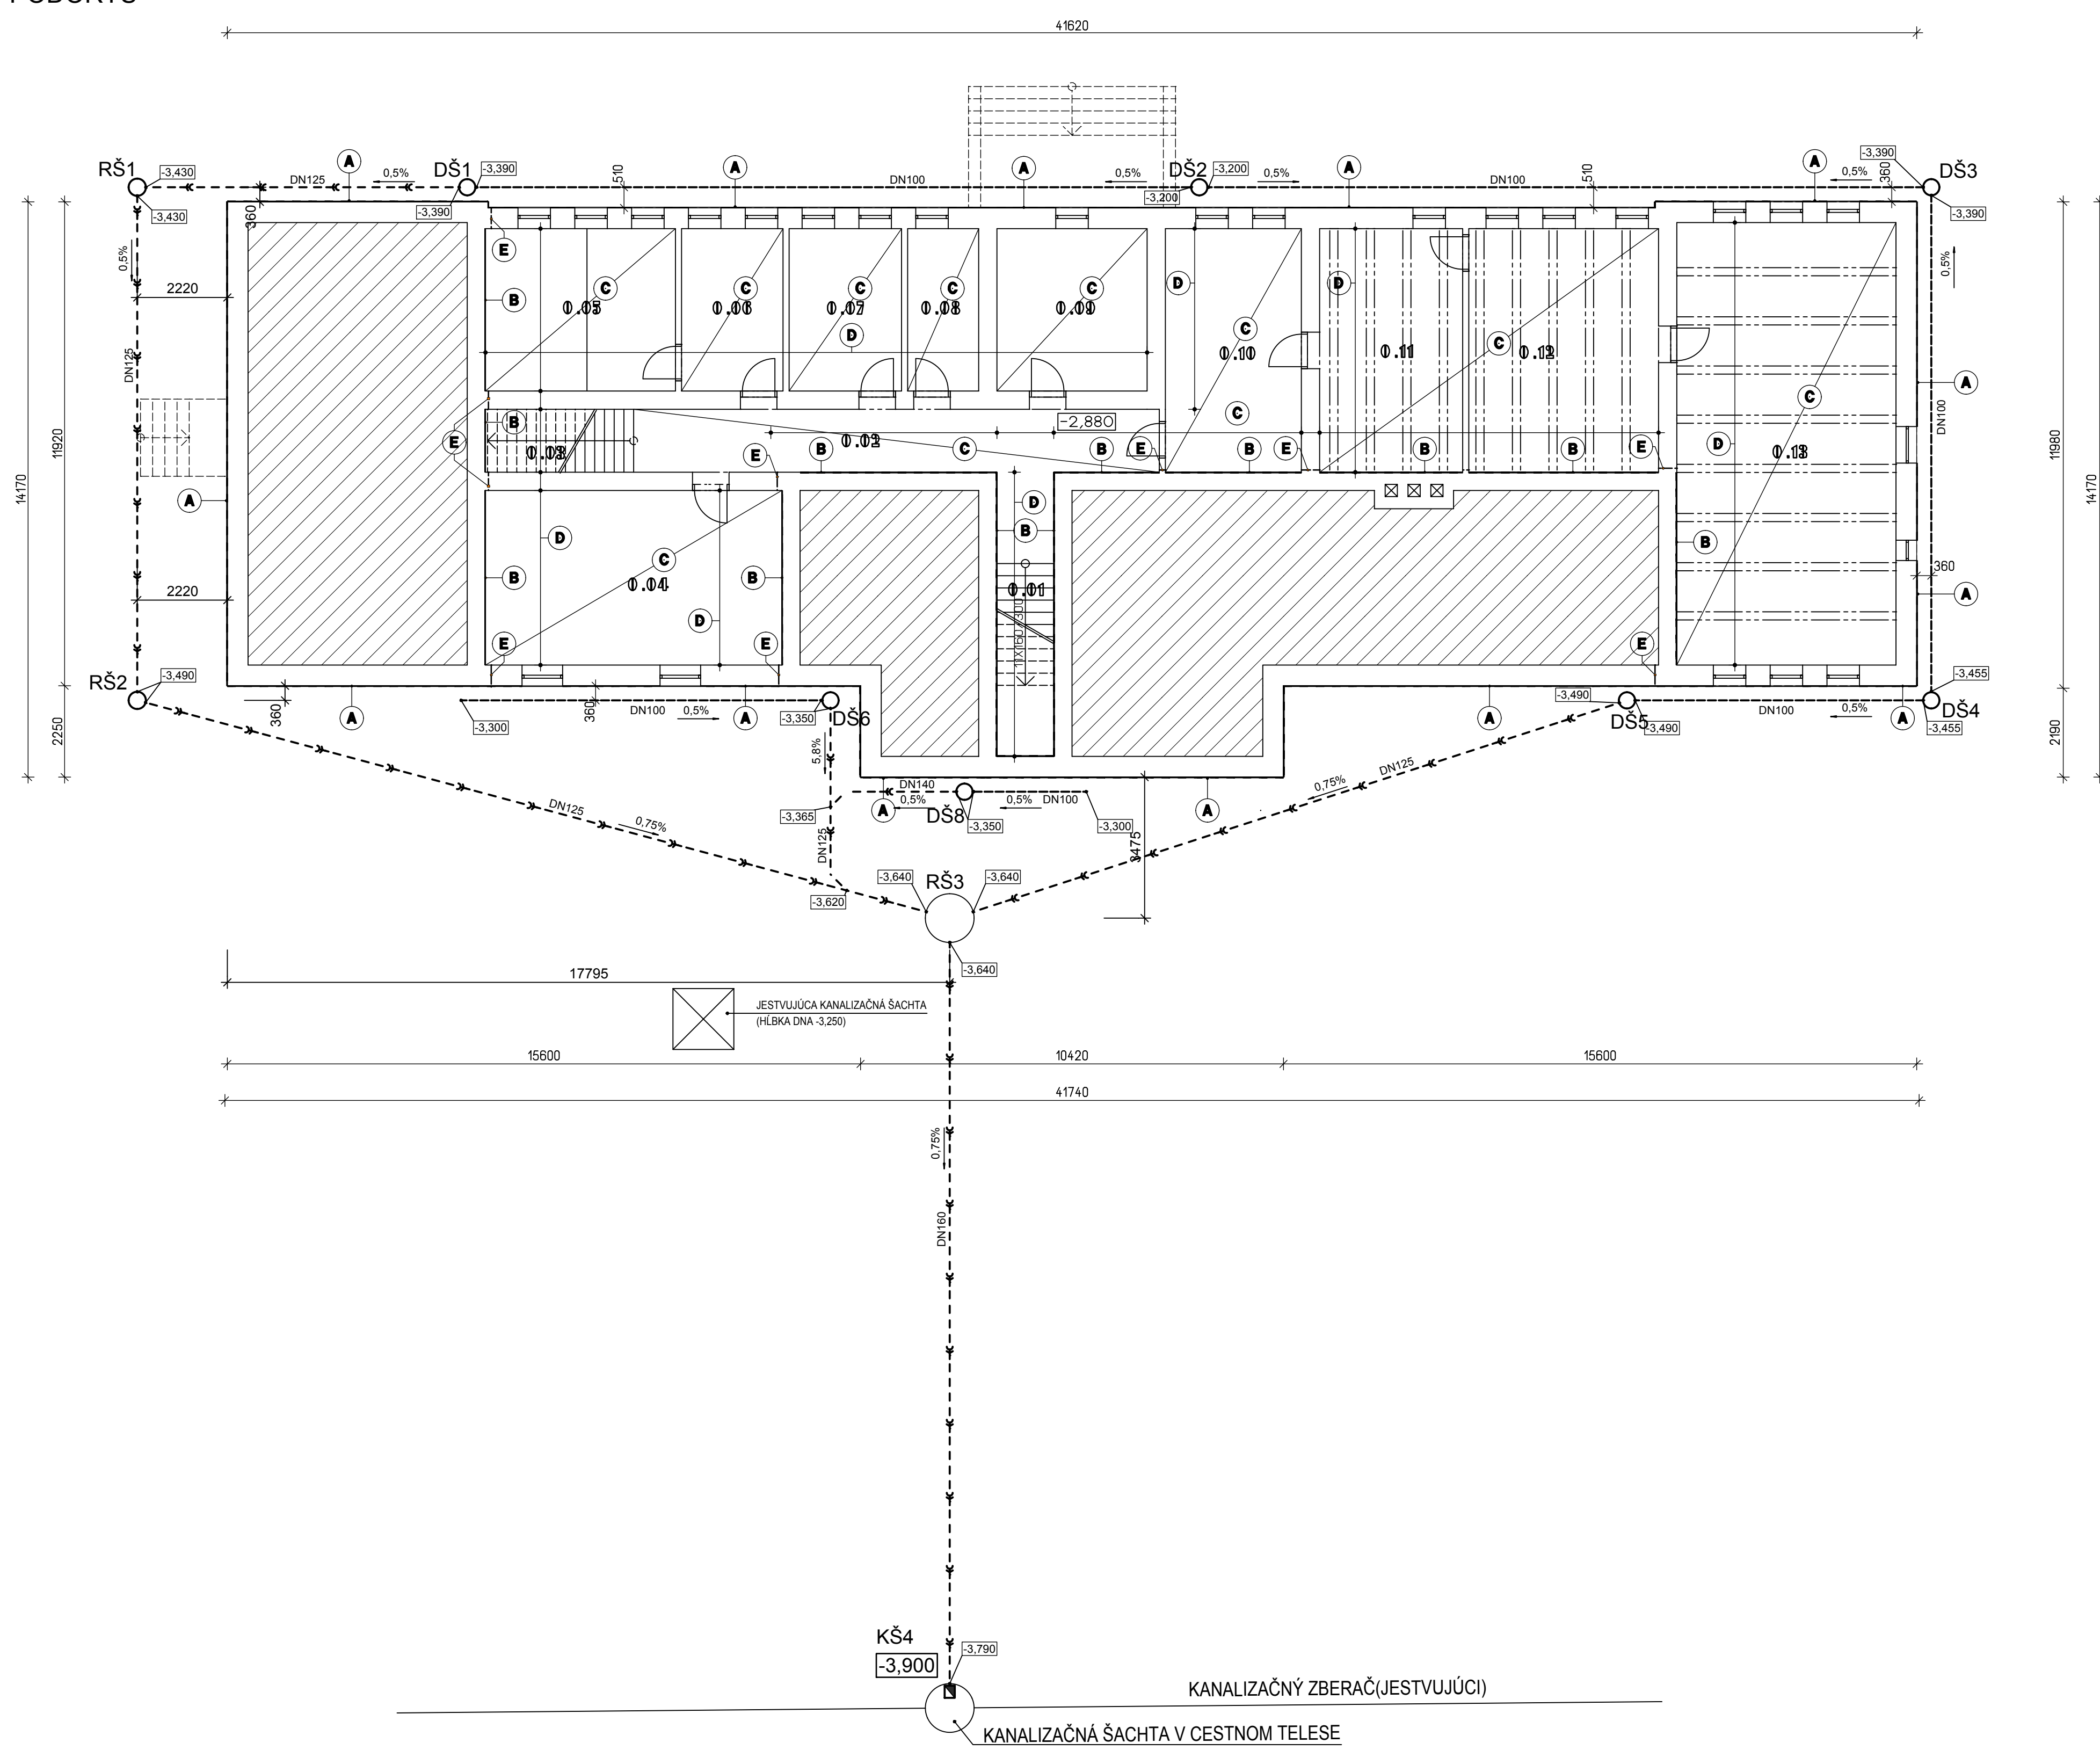 41620
RŠ1
-3,430
-3,430
DN125
0,5%
DŠ1
-3,390
-3,390
510
DN100
0,5%
DŠ2
-3,200
-3,200
0,5%
DN100
510
0,5%
-3,390
360
DŠ3
-3,390
A
A
A
A
A
360
0,5%
2220
DN125
11920
14170
2220
A
E
B
C
0.05
C
0.06
C
0.07
D
C
0.08
C
0.09
D
C
0.10
C
D
0.11
C
0.12
C
D
0.13
0,5%
DN100
11980
14170
A
A
360
B
E
0.03
0.02
-2,880
C
E
B
B
E
B
E
B
B
E
D
B
0.01
11X160/300
D
B
C
0.04
B
D
E
E
B
E
RŠ2
-3,490
2250
360
A
-3,300
360
DN100
0,5%
A
-3,350
DŠ6
5,8%
-3,365
DN125
-3,620
DN140
0,5%
A
DŠ8
-3,350
0,5%
DN100
-3,300
A
3475
A
-3,490
DŠ5
-3,490
DN100
0,5%
A
-3,455
DŠ4
-3,455
2190
DN125
0,75%
DN125
0,75%
-3,640
RŠ3
-3,640
-3,640
17795
JESTVUJÚCA KANALIZAČNÁ ŠACHTA
(HĹBKA DNA -3,250)
15600
10420
15600
41740
0,75%
DN160
KŠ4
-3,900
-3,790
KANALIZAČNÝ ZBERAČ(JESTVUJÚCI)
KANALIZAČNÁ ŠACHTA V CESTNOM TELESE